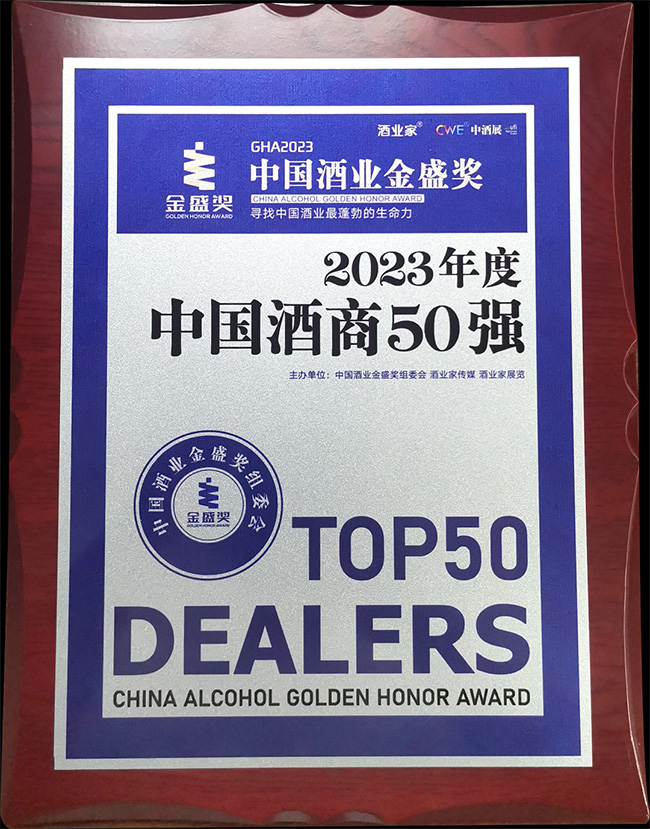 酒业家® CWE® 中酒展 ufi
GHA2023
中国酒业金盛奖
CHINA ALCOHOL GOLDEN HONOR AWARD
寻找中国酒业最蓬勃的生命力
金盛奖
GOLDEN HONOR AWARD
2023年度
中国酒商50强
主办单位：中国酒业金盛奖组委会 酒业家传媒 酒业家展览
中国酒业金盛奖组委会
金盛奖
GOLDEN HONOR AWARD
TOP50
DEALERS
CHINA ALCOHOL GOLDEN HONOR AWARD